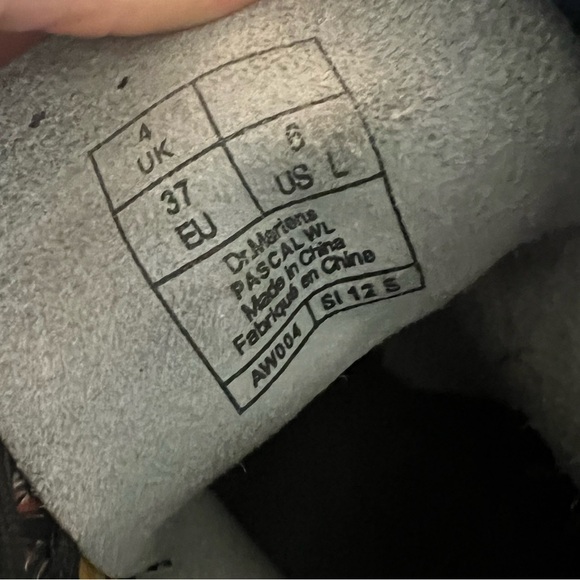 4
UK
37
EU
6
US L
Dr.Martens
PASCAL WL
Made in China
Fabriqué en Chine
AW004
SI 12 S